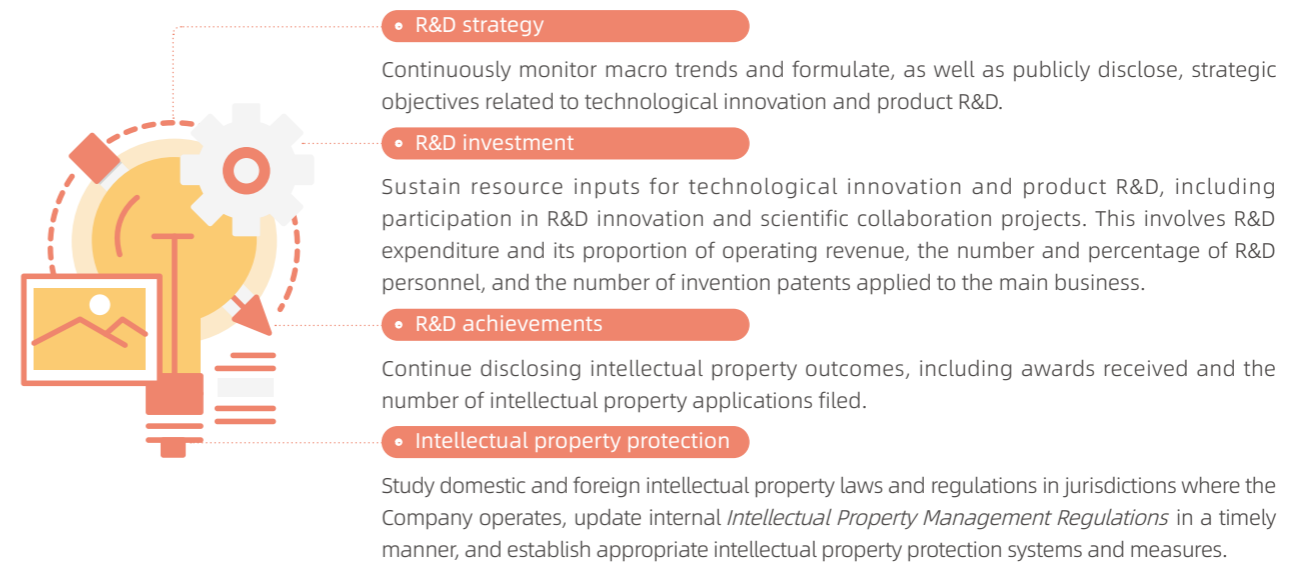 R&D strategy
Continuously monitor macro trends and formulate, as well as publicly disclose, strategic
objectives related to technological innovation and product R&D.
R&D investment
Sustain resource inputs for technological innovation and product R&D, including
participation in R&D innovation and scientific collaboration projects. This involves R&D
expenditure and its proportion of operating revenue, the number and percentage of R&D
personnel, and the number of invention patents applied to the main business.
R&D achievements
Continue disclosing intellectual property outcomes, including awards received and the
number of intellectual property applications filed.
Intellectual property protection
Study domestic and foreign intellectual property laws and regulations in jurisdictions where the
Company operates, update internal Intellectual Property Management Regulations in a timely
manner, and establish appropriate intellectual property protection systems and measures.